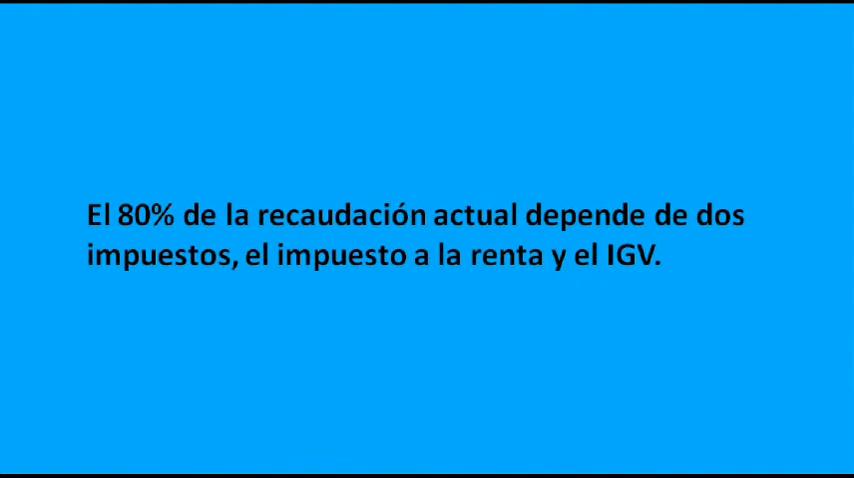 El 80% de la recaudación actual depende de dos
impuestos, el impuesto a la renta y el IGV.